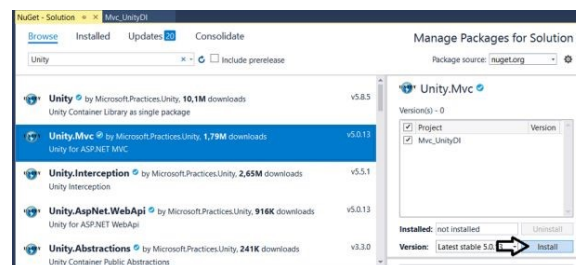 NuGet - Solution Mvc_UnityDI
Browse Installed Updates 20 Consolidate
Manage Packages for Solution
Unity
Include prerelease
Package source: nuget.org
Unity by Microsoft.Practices.Unity, 10,1M downloads v5.8.5
Unity Container Library as single package
Unity.Mvc by Microsoft.Practices.Unity, 1,79M downloads v5.0.13
Unity for ASP.NET MVC
Unity.Interception by Microsoft.Practices.Unity, 2,65M downloads v5.5.1
Unity Interception
Unity.AspNet.WebApi by Microsoft.Practices.Unity, 916K downloads v5.0.13
Unity for ASP.NET WebApi
Unity.Abstractions by Microsoft.Practices.Unity, 241K downloads v3.3.0
Unity Container Public Abstractions
Unity.Mvc
Version(s) - 0
Project Version
Mvc_UnityDI
Installed: not installed Uninstall
Version: Latest stable 5.0. Install